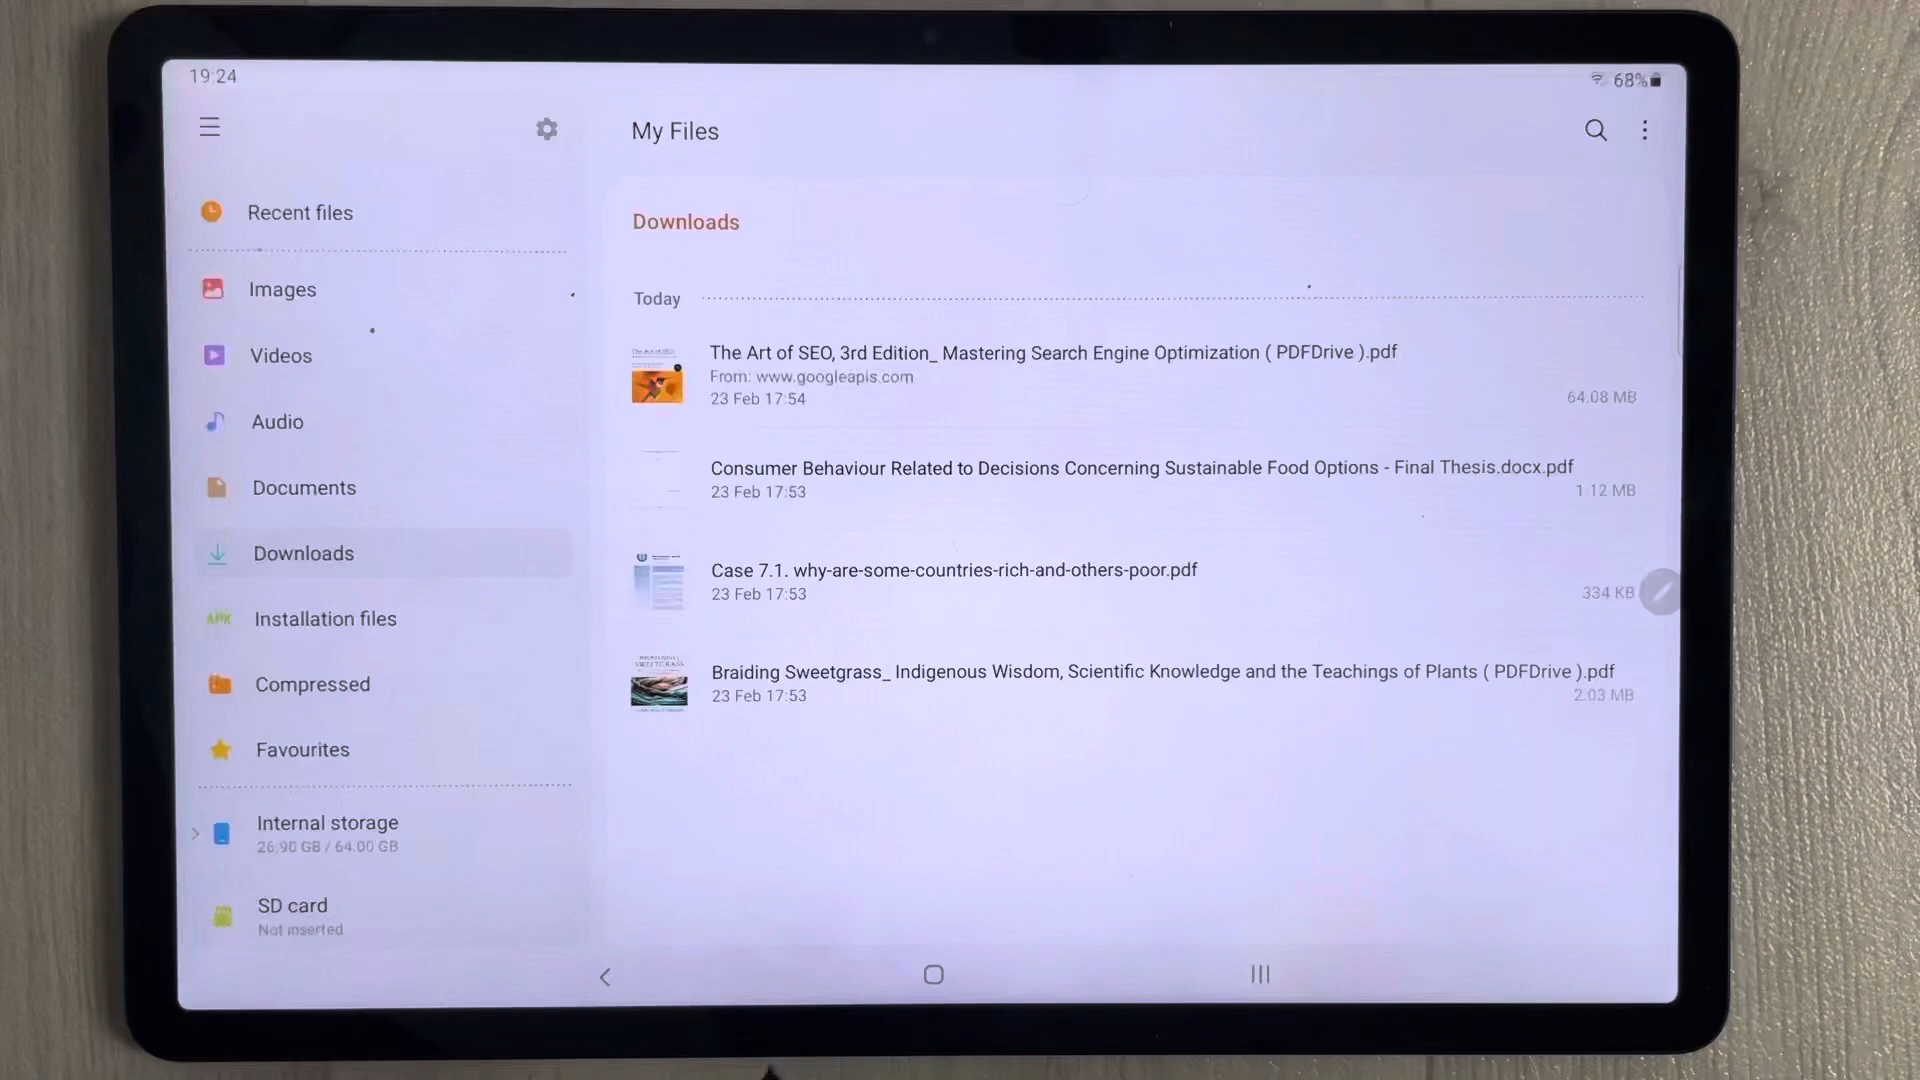 19:24
68%
My Files
Recent files
Images
Videos
Audio
Documents
Downloads
APK Installation files
Compressed
Favourites
Internal storage
26.90 GB / 64.00 GB
SD card
Not inserted
Downloads
Today
The Art of SEO, 3rd Edition_ Mastering Search Engine Optimization ( PDFDrive ).pdf
From: www.googleapis.com
23 Feb 17:54
64.08 MB
Consumer Behaviour Related to Decisions Concerning Sustainable Food Options - Final Thesis.docx.pdf
23 Feb 17:53
1.12 MB
Case 7.1. why-are-some-countries-rich-and-others-poor.pdf
23 Feb 17:53
334 KB
SWEETGRASS
Braiding Sweetgrass_ Indigenous Wisdom, Scientific Knowledge and the Teachings of Plants ( PDFDrive ).pdf
23 Feb 17:53
2.03 MB